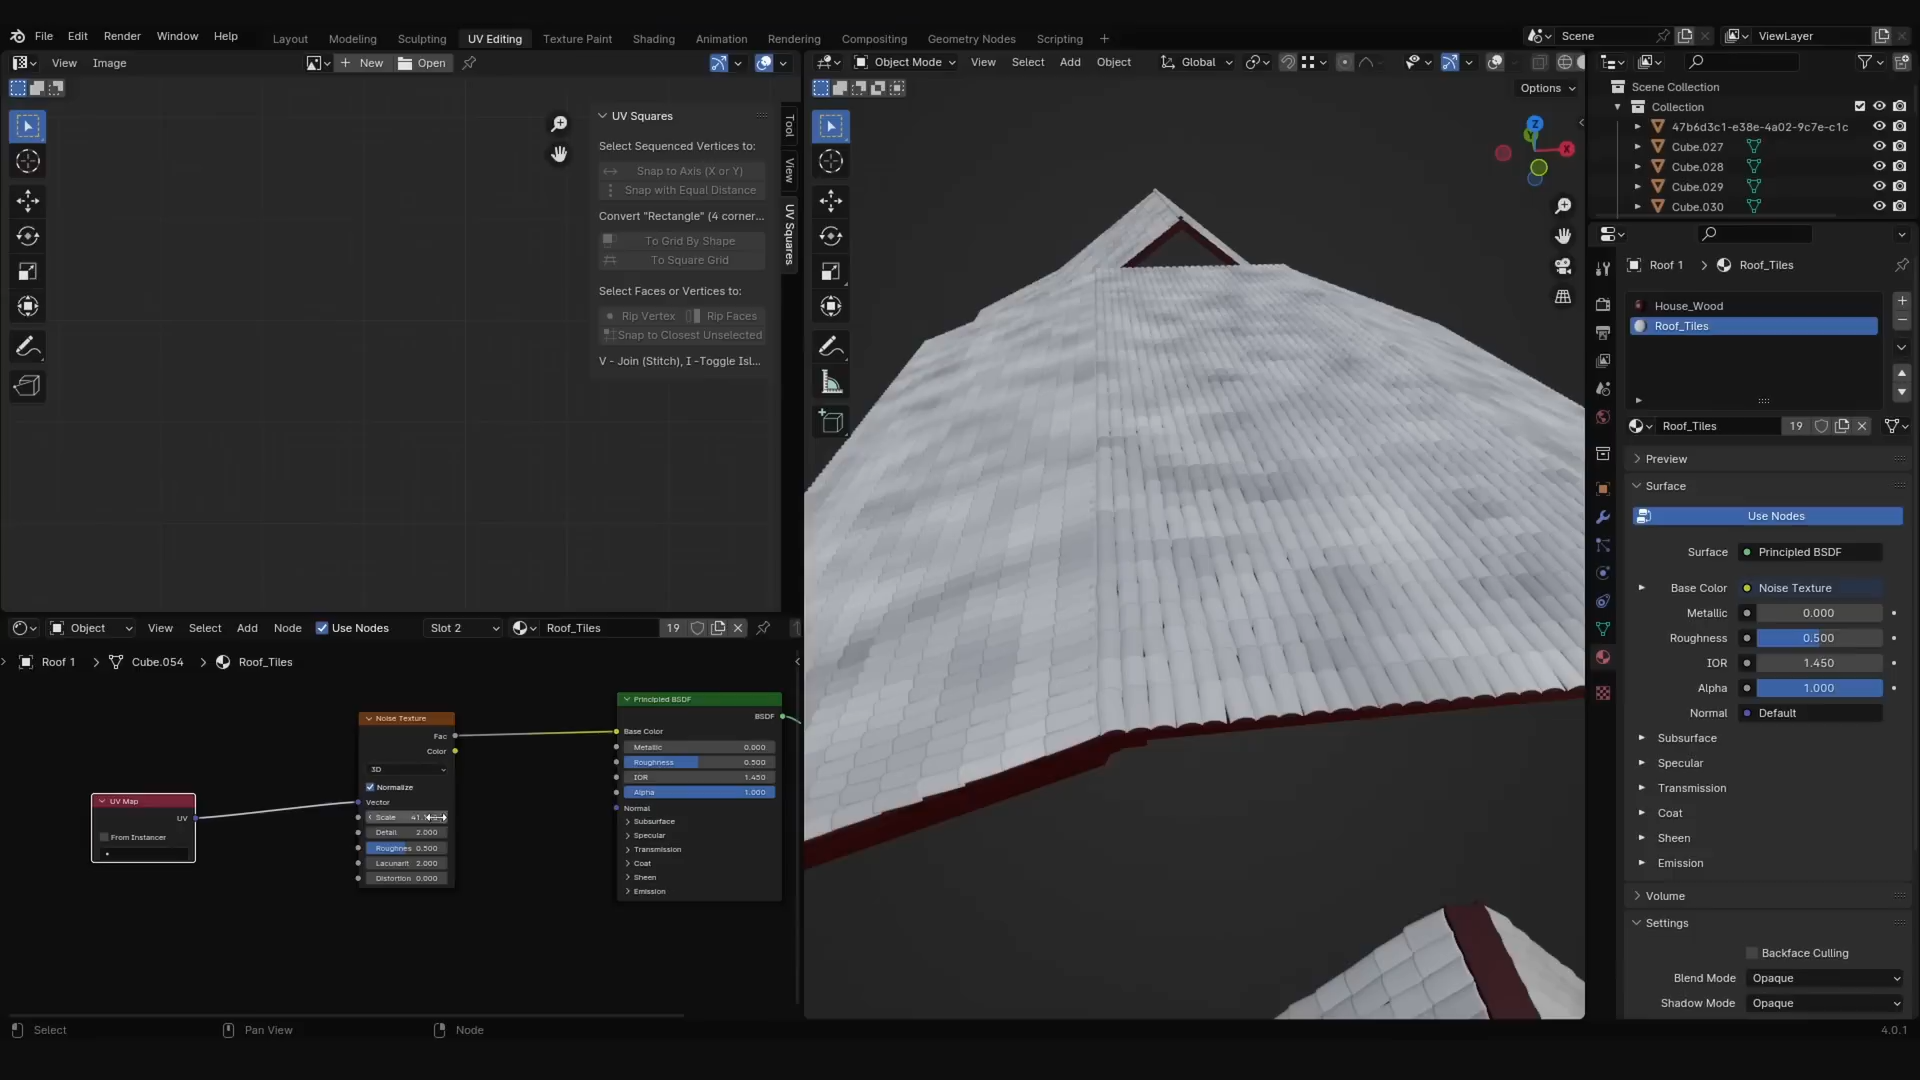 File Edit Render Window Help
Layout Modeling Sculpting UV Editing Texture Paint Shading Animation Rendering Compositing Geometry Nodes Scripting +
Scene
ViewLayer
View Image
New
Open
Object Mode View Select Add Object
Global
Options
UV Squares
Select Sequenced Vertices to:
Snap to Axis (X or Y)
Snap with Equal Distance
Convert "Rectangle" (4 corner...
To Grid By Shape
To Square Grid
Select Faces or Vertices to:
Rip Vertex
Rip Faces
Snap to Closest Unselected
V - Join (Stitch), I -Toggle Isl...
Tool
View
UV Squares
Z
X
Scene Collection
Collection
47b6d3c1-e38e-4a02-9c7e-c1c
Cube.027
Cube.028
Cube.029
Cube.030
Roof 1 > Roof_Tiles
House_Wood
Roof_Tiles
Roof_Tiles 19
Preview
Surface
Use Nodes
Surface Principled BSDF
Base Color Noise Texture
Metallic 0.000
Roughness 0.500
IOR 1.450
Alpha 1.000
Normal Default
Subsurface
Specular
Transmission
Coat
Sheen
Emission
Volume
Settings
Backface Culling
Blend Mode Opaque
Shadow Mode Opaque
Object View Select Add Node Use Nodes Slot 2 Roof_Tiles 19
Roof 1 > Cube.054 > Roof_Tiles
UV Map
UV
From Instancer
Noise Texture
Fac
Color
3D
Normalize
Vector
Scale
Detail 2.000
Roughnes 0.500
Lacunarit 2.000
Distortion 0.000
Principled BSDF
BSDF
Base Color
Metallic 0.000
Roughness 0.500
IOR 1.450
Alpha 1.000
Normal
Subsurface
Specular
Transmission
Coat
Sheen
Emission
Select
Pan View
Node
4.0.1